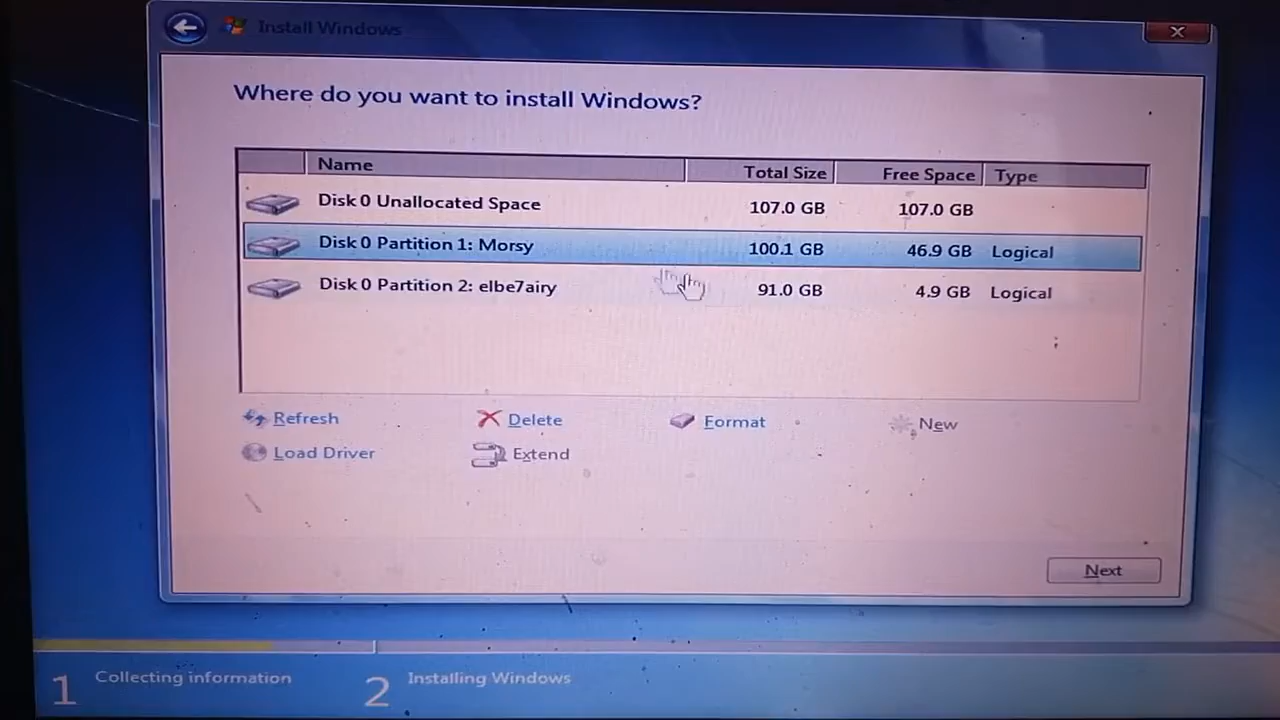 Install Windows
Where do you want to install Windows?
Name Total Size Free Space Type
Disk 0 Unallocated Space 107.0 GB 107.0 GB
Disk 0 Partition 1: Morsy 100.1 GB 46.9 GB Logical
Disk 0 Partition 2: elbe7airy 91.0 GB 4.9 GB Logical
Refresh Delete Format New
Load Driver Extend
Next
1 Collecting information 2 Installing Windows